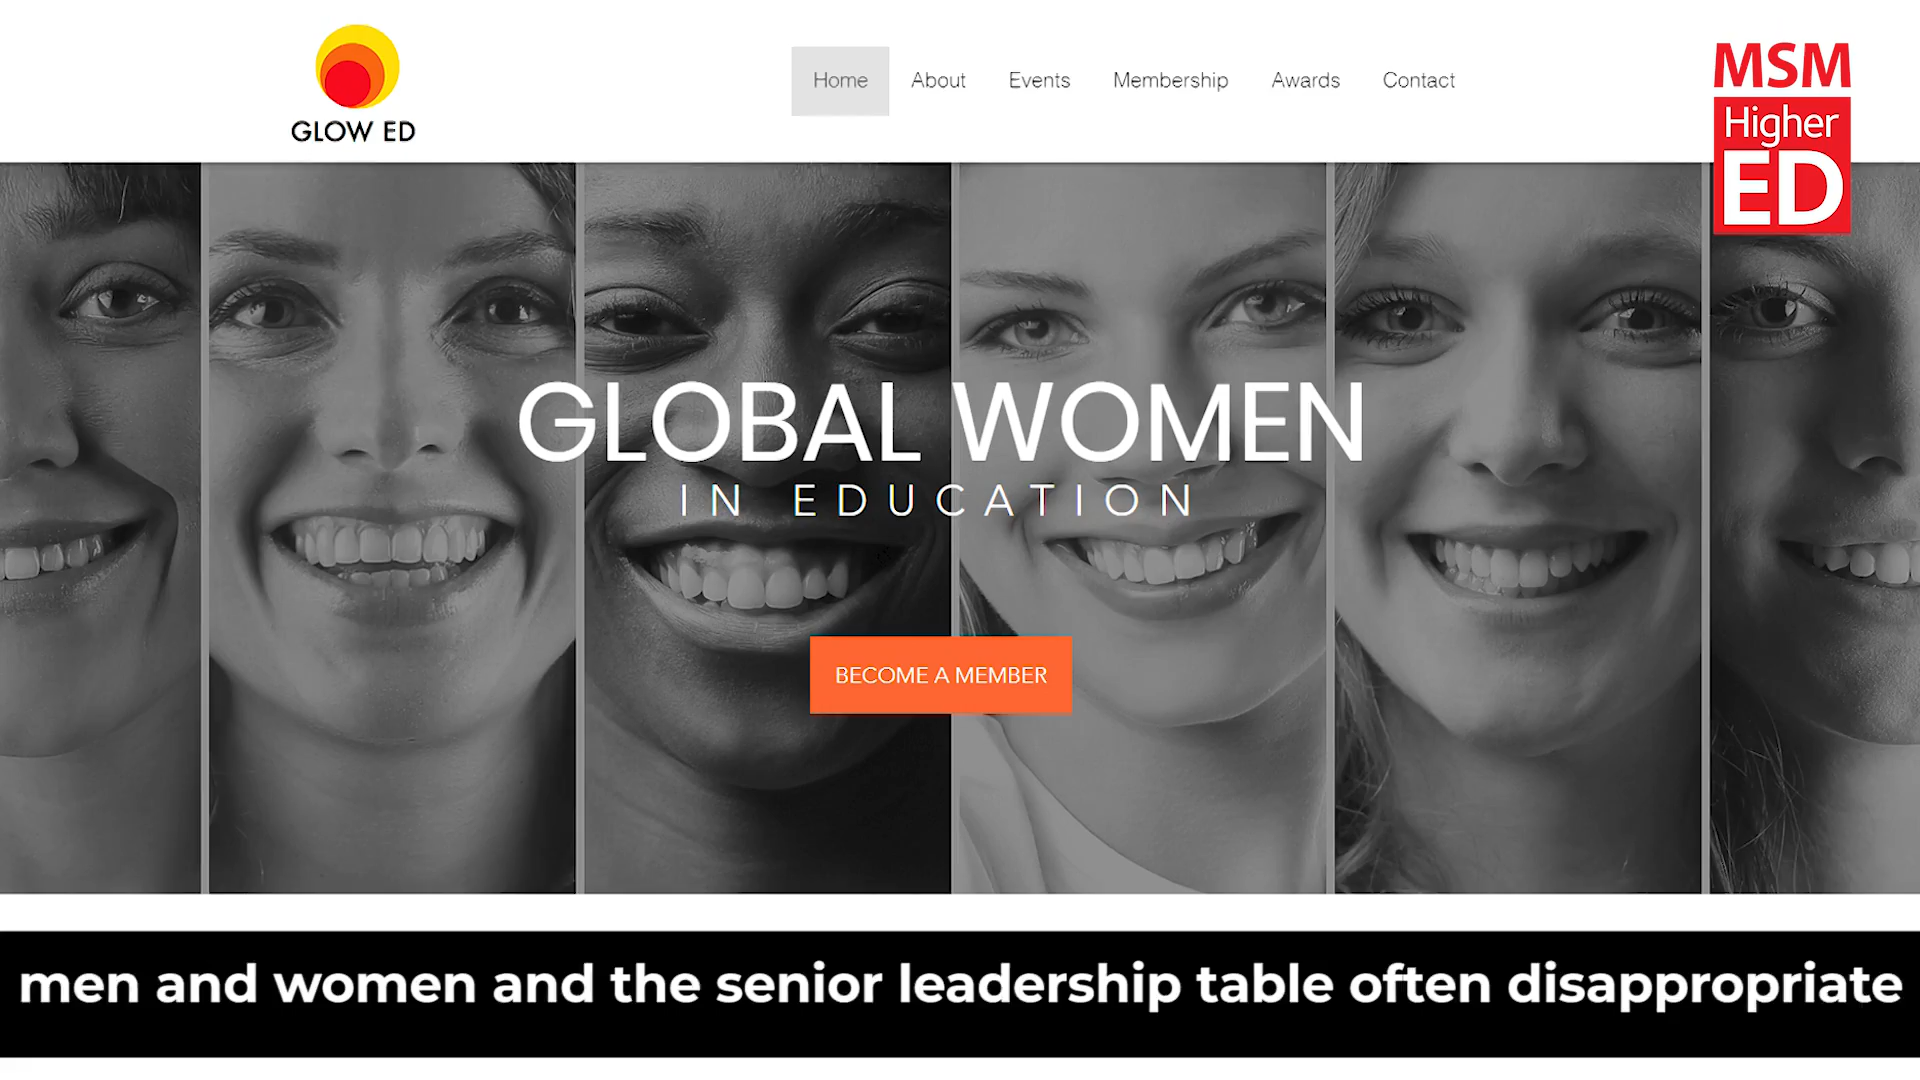 GLOW ED
Home About Events Membership Awards Contact
MSM
Higher
ED
GLOBAL WOMEN
IN EDUCATION
BECOME A MEMBER
men and women and the senior leadership table often disappropriate